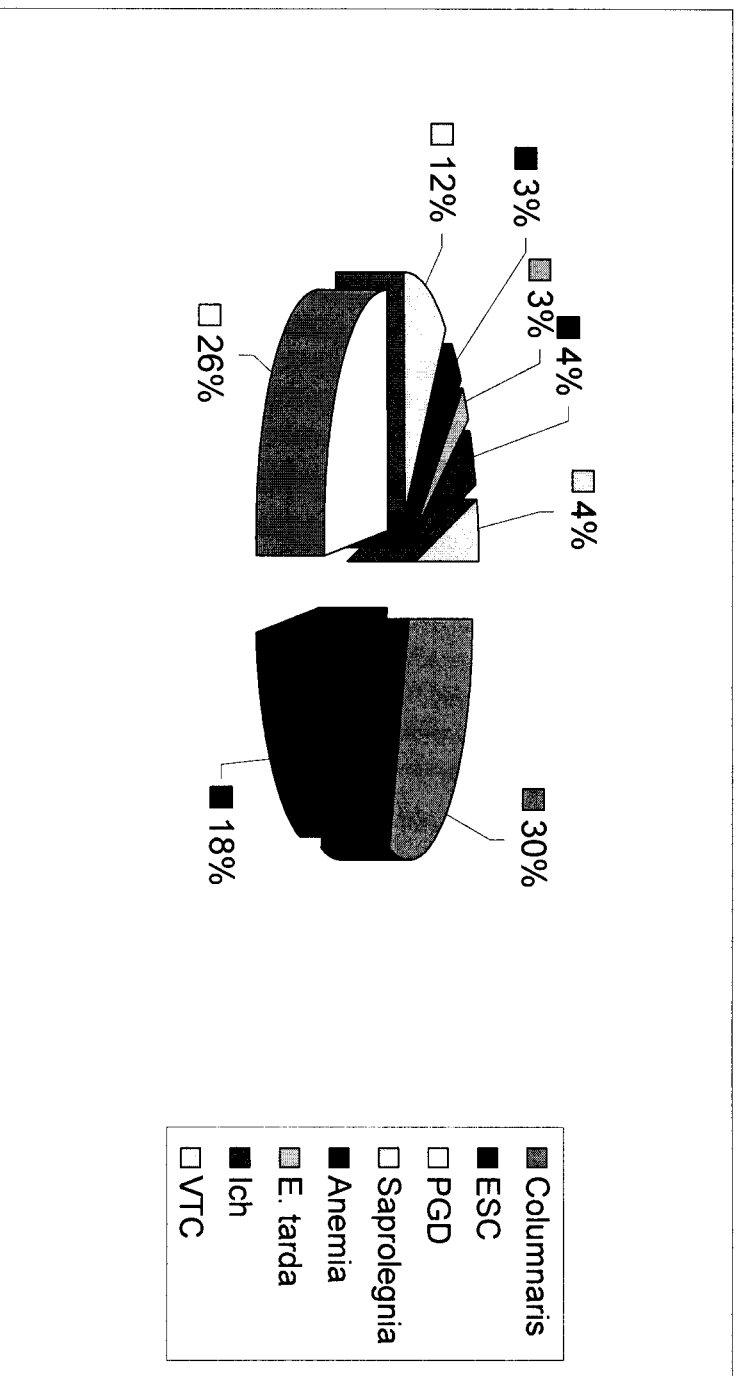 4%
4%
3%
3%
12%
30%
26%
18%
Columnaris
ESC
PGD
Saprolegnia
Anemia
E. tarda
Ich
VTC